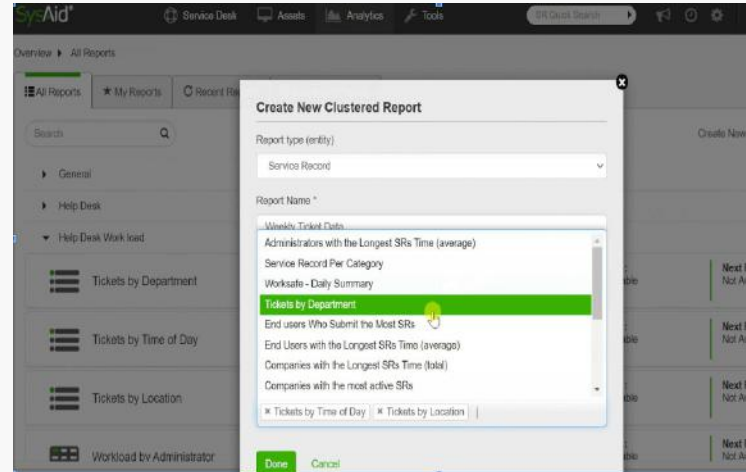 SysAid
Service Desk
Assets
Analytics
Tools
SR Quick Search
Overview
All Reports
All Reports
My Reports
Recent
Search
General
Help Desk
Help Desk Work load
Tickets by Department
Tickets by Time of Day
Tickets by Location
Workload by Administrator
Create New Clustered Report
Report type (entity)
Service Record
Report Name *
Weekly Ticket Data
Administrators with the Longest SRs Time (average)
Service Record Per Category
Worksafe - Daily Summary
Tickets by Department
End users Who Submit the Most SRs
End Users with the Longest SRs Time (average)
Companies with the Longest SRs Time (total)
Companies with the most active SRs
× Tickets by Time of Day × Tickets by Location
Done
Cancel
Create New
Next
Not A
Next
Not A
Next
Not A
Next
Not A